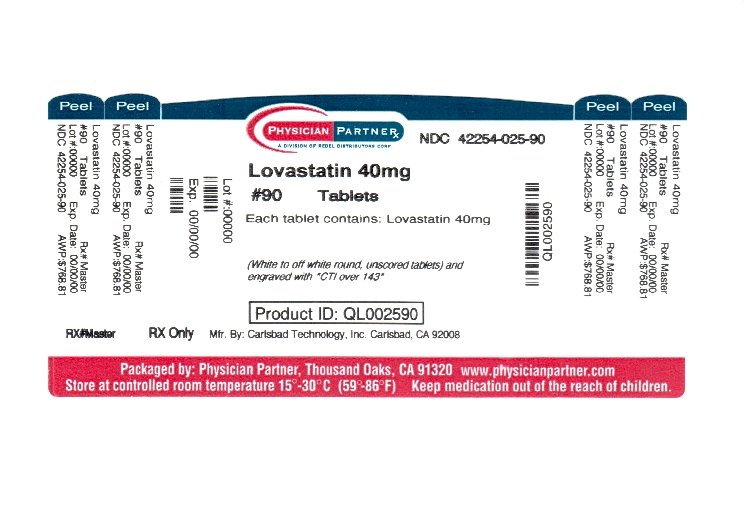 Peel
Lovastatin 40mg
#90 Tablets Rx# Master
Lot #:00000 Exp. Date: 00/00/00
NDC 42254-025-90 AWP:$768.81
Peel
Lovastatin 40mg
#90 Tablets Rx# Master
Lot #:00000 Exp. Date: 00/00/00
NDC 42254-025-90 AWP:$768.81
Lot #:00000
Exp. 00/00/00
PHYSICIAN PARTNER Rx
A DIVISION OF REBEL DISTRIBUTORS CORP
NDC 42254-025-90
Lovastatin 40mg
#90 Tablets
Each tablet contains: Lovastatin 40mg
(White to off white round, unscored tablets) and
engraved with "CTI over 143"
Product ID: QL002590
RX#Master RX Only Mfr. By: Carlsbad Technology, Inc. Carlsbad, CA 92008
QL002590
Peel
Lovastatin 40mg
#90 Tablets Rx# Master
Lot #:00000 Exp. Date: 00/00/00
NDC 42254-025-90 AWP:$768.81
Peel
Lovastatin 40mg
#90 Tablets Rx# Master
Lot #:00000 Exp. Date: 00/00/00
NDC 42254-025-90 AWP:$768.81
Packaged by: Physician Partner, Thousand Oaks, CA 91320 www.physicianpartner.com
Store at controlled room temperature 15°-30°C (59°-86°F) Keep medication out of the reach of children.